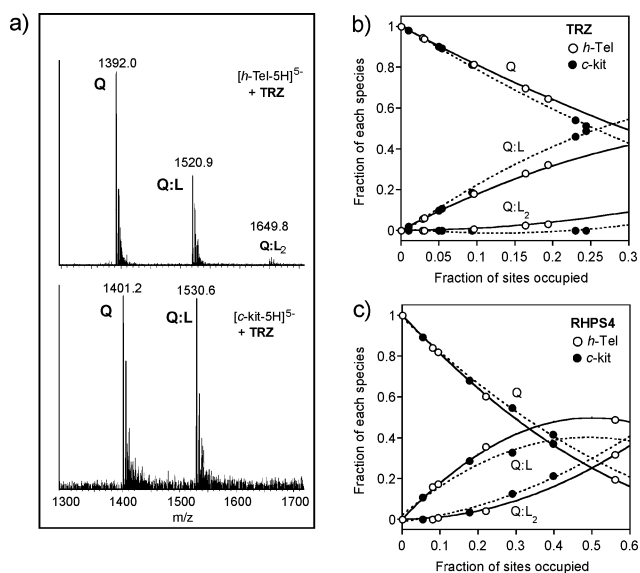 a)
1392.0
Q
[h-Tel-5H]5-
+ TRZ
1520.9
Q:L
1649.8
Q:L2
1401.2
Q
1530.6
Q:L
[c-kit-5H]5-
+ TRZ
1300 1400 1500 1600 1700
m/z
b)
TRZ
h-Tel
c-kit
Q
Q:L
Q:L2
Fraction of each species
1
0.8
0.6
0.4
0.2
0
0 0.05 0.1 0.15 0.2 0.25 0.3
Fraction of sites occupied
c)
RHPS4
h-Tel
c-kit
Q
Q:L
Q:L2
Fraction of each species
1
0.8
0.6
0.4
0.2
0
0 0.1 0.2 0.3 0.4 0.5 0.6
Fraction of sites occupied